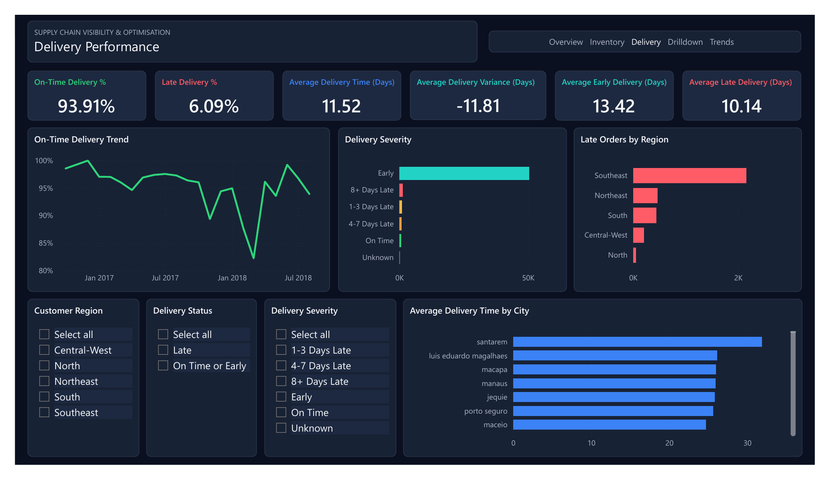 SUPPLY CHAIN VISIBILITY & OPTIMISATION
Delivery Performance
Overview Inventory Delivery Drilldown Trends
On-Time Delivery %
93.91%
Late Delivery %
6.09%
Average Delivery Time (Days)
11.52
Average Delivery Variance (Days)
-11.81
Average Early Delivery (Days)
13.42
Average Late Delivery (Days)
10.14
On-Time Delivery Trend
100%
95%
90%
85%
80%
Jan 2017 Jul 2017 Jan 2018 Jul 2018
Delivery Severity
Early
8+ Days Late
1-3 Days Late
4-7 Days Late
On Time
Unknown
0K 50K
Late Orders by Region
Southeast
Northeast
South
Central-West
North
0K 2K
Customer Region
Select all
Central-West
North
Northeast
South
Southeast
Delivery Status
Select all
Late
On Time or Early
Delivery Severity
Select all
1-3 Days Late
4-7 Days Late
8+ Days Late
Early
On Time
Unknown
Average Delivery Time by City
santarem
luis eduardo magalhaes
macapa
manaus
jequie
porto seguro
maceio
0 10 20 30